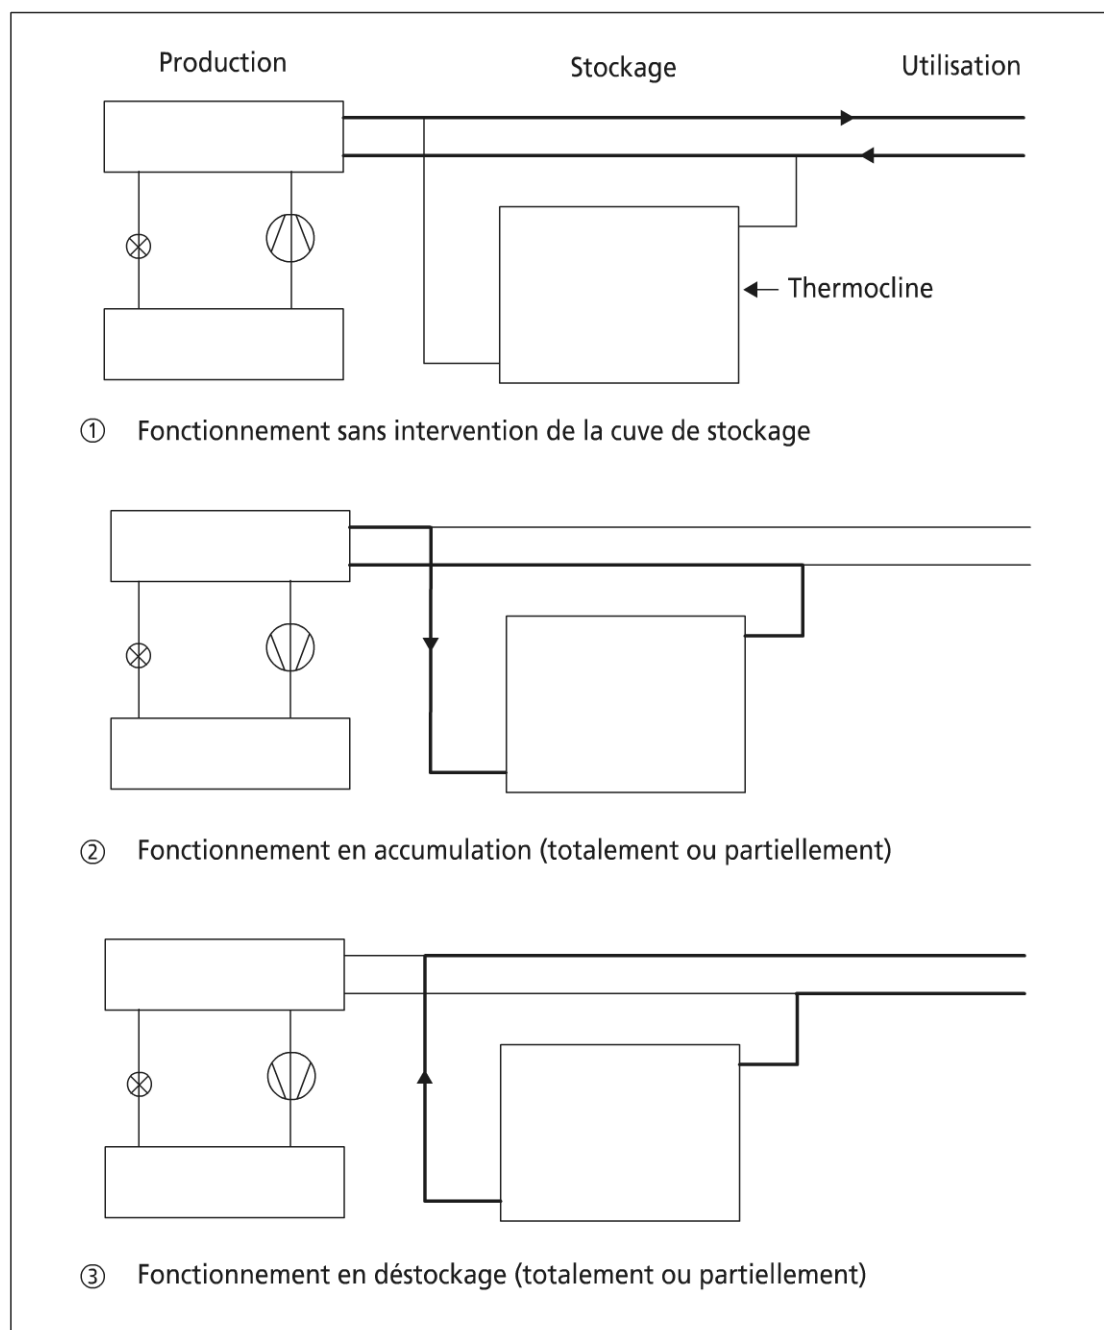 Production
Stockage
Utilisation
Thermocline
① Fonctionnement sans intervention de la cuve de stockage
② Fonctionnement en accumulation (totalement ou partiellement)
③ Fonctionnement en déstockage (totalement ou partiellement)